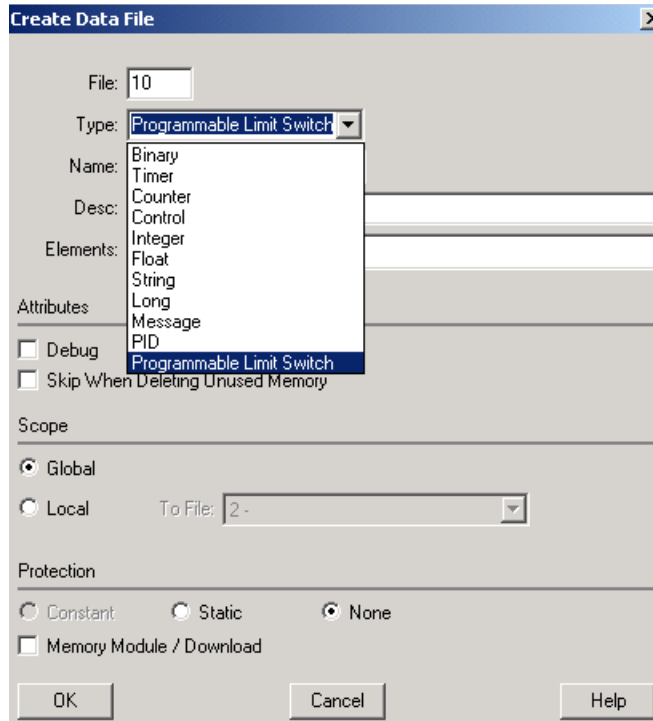 Create Data File
File: 10
Type: Programmable Limit Switch
Binary
Name: Timer
Counter
Desc: Control
Integer
Elements: Float
String
Long
Attributes
Message
PID
Debug
Programmable Limit Switch
Skip When Deleting Unused Memory
Scope
Global
Local To File: 2 -
Protection
Constant Static None
Memory Module / Download
OK Cancel Help